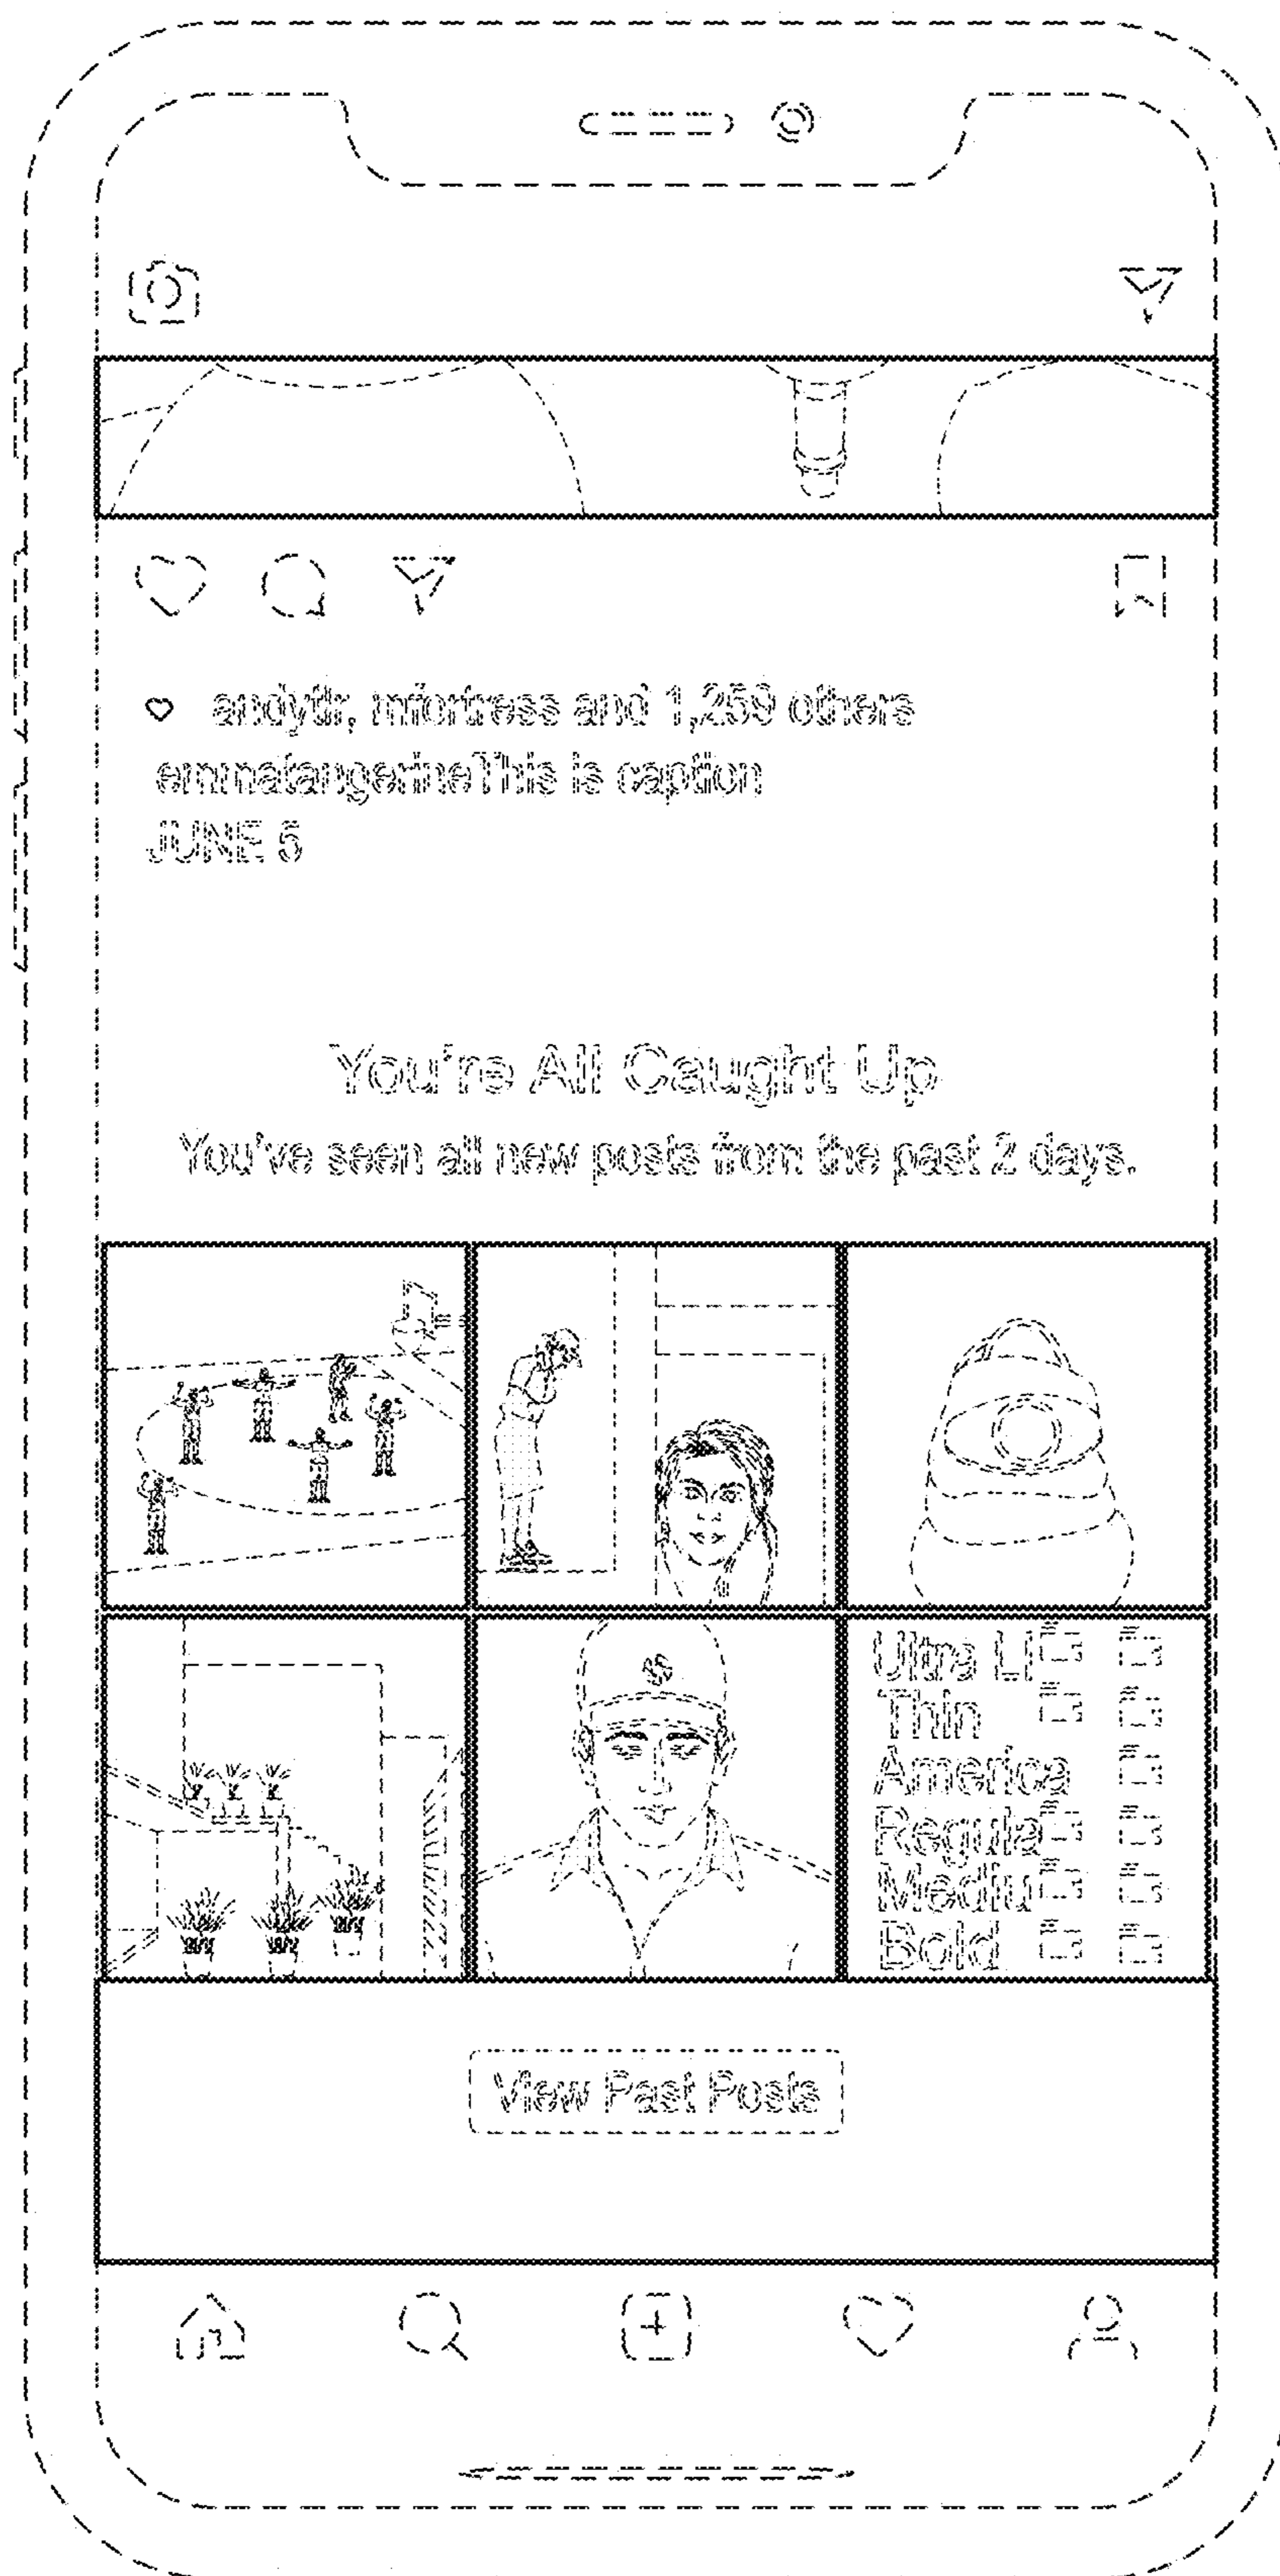 andytlr, mfortress and 1,259 others
emmatangerineThis is caption
JUNE 5
You're All Caught Up
You've seen all new posts from the past 2 days.
Ultra LI
Thin
America
Regula
Mediu
Bold
View Past Posts